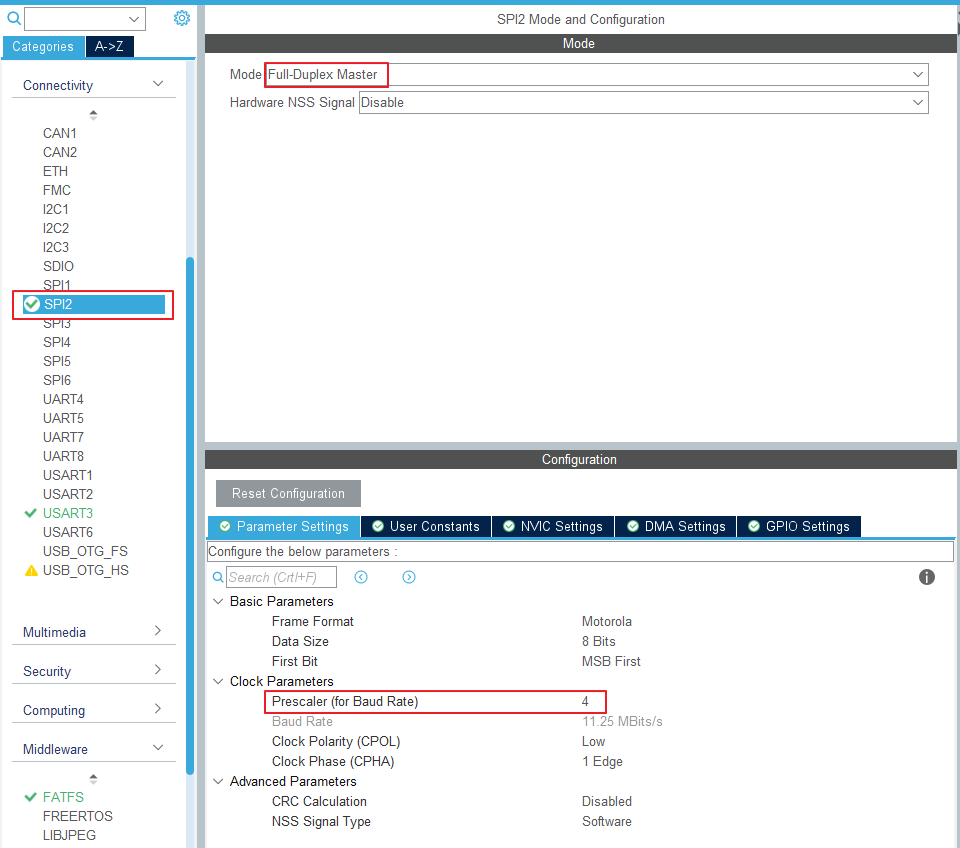 Categories
A->Z
Connectivity
CAN1
CAN2
ETH
FMC
I2C1
I2C2
I2C3
SDIO
SPI1
SPI2
SPI3
SPI4
SPI5
SPI6
UART4
UART5
UART7
UART8
USART1
USART2
USART3
USART6
USB_OTG_FS
USB_OTG_HS
Multimedia
Security
Computing
Middleware
FATFS
FREERTOS
LIBJPEG
SPI2 Mode and Configuration
Mode
Mode Full-Duplex Master
Hardware NSS Signal Disable
Configuration
Reset Configuration
Parameter Settings User Constants NVIC Settings DMA Settings GPIO Settings
Configure the below parameters :
Search (Crtl+F)
Basic Parameters
Frame Format Motorola
Data Size 8 Bits
First Bit MSB First
Clock Parameters
Prescaler (for Baud Rate) 4
Baud Rate 11.25 MBits/s
Clock Polarity (CPOL) Low
Clock Phase (CPHA) 1 Edge
Advanced Parameters
CRC Calculation Disabled
NSS Signal Type Software